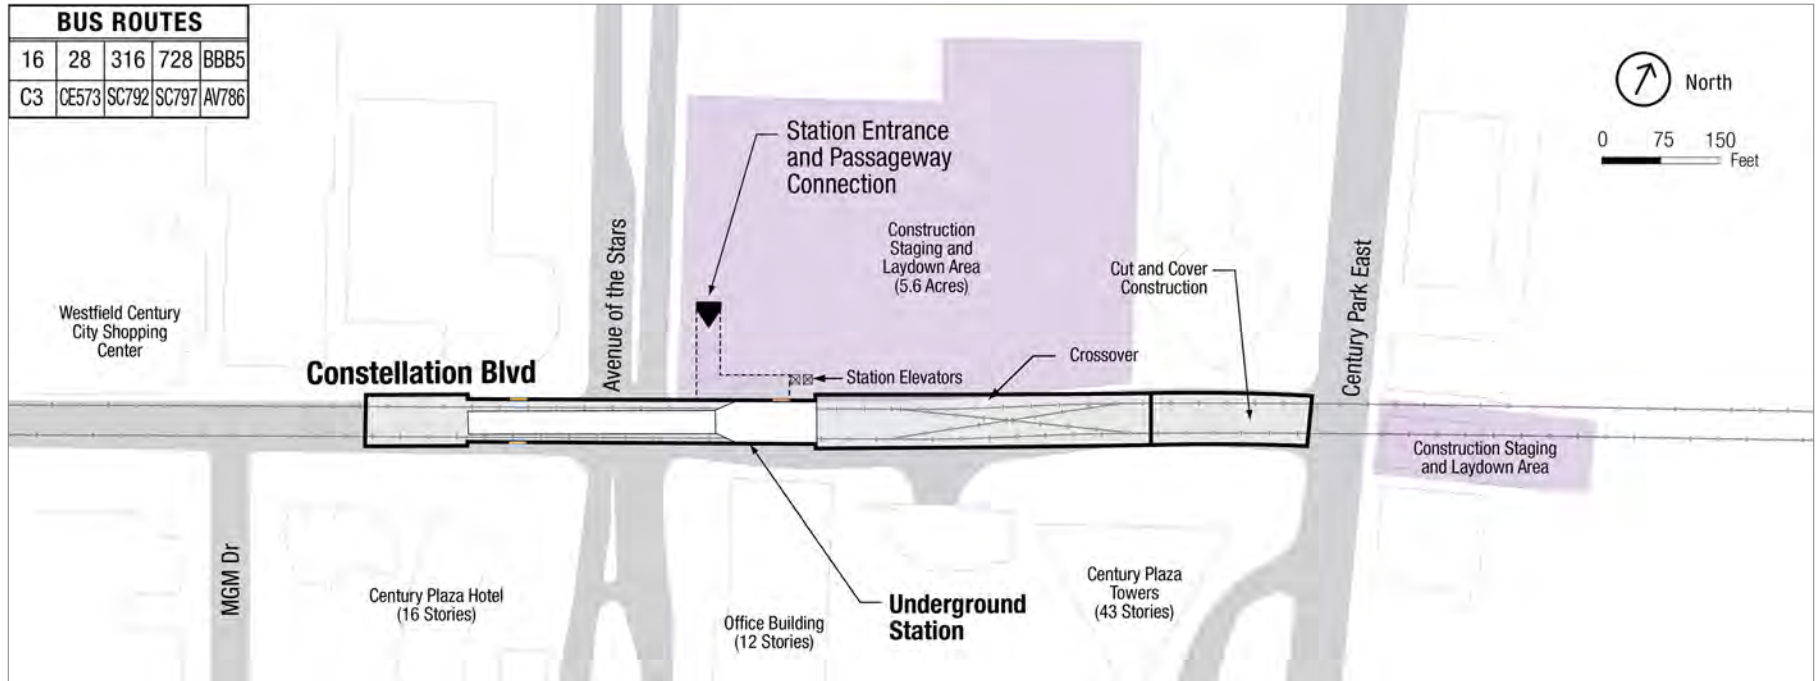 BUS ROUTES
16 28 316 728 BBB5
C3 CE573 SC792 SC797 AV786
North
0 75 150
Feet
Station Entrance
and Passageway
Connection
Construction
Staging and
Laydown Area
(5.6 Acres)
Cut and Cover
Construction
Avenue of the Stars
Century Park East
Westfield Century
City Shopping
Center
Constellation Blvd
Crossover
Station Elevators
Construction Staging
and Laydown Area
MGM Dr
Century Plaza Hotel
(16 Stories)
Office Building
(12 Stories)
Underground
Station
Century Plaza
Towers
(43 Stories)